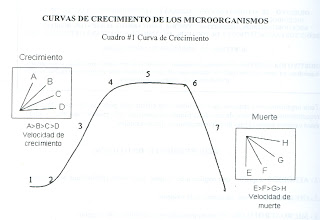 CURVAS DE CRECIMIENTO DE LOS MICROORGANISMOS
Cuadro #1 Curva de Crecimiento
Crecimiento
A
B
C
D
A>B>C>D
Velocidad de
crecimiento
1
2
3
4
5
6
7
Muerte
H
G
F
E
E>F>G>H
Velocidad de
muerte